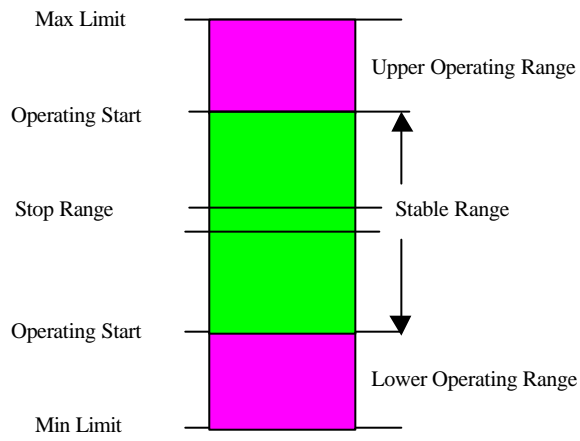 Max Limit
Upper Operating Range
Operating Start
Stop Range
Stable Range
Operating Start
Lower Operating Range
Min Limit